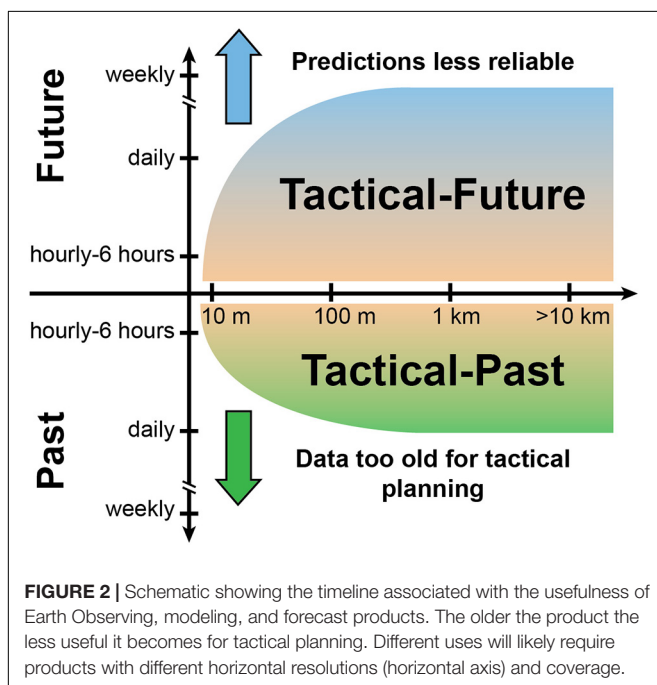 Future
weekly
Predictions less reliable
daily
Tactical-Future
hourly-6 hours
10 m
100 m
1 km
>10 km
hourly-6 hours
Tactical-Past
Past
daily
Data too old for tactical
planning
weekly
FIGURE 2 | Schematic showing the timeline associated with the usefulness of
Earth Observing, modeling, and forecast products. The older the product the
less useful it becomes for tactical planning. Different uses will likely require
products with different horizontal resolutions (horizontal axis) and coverage.